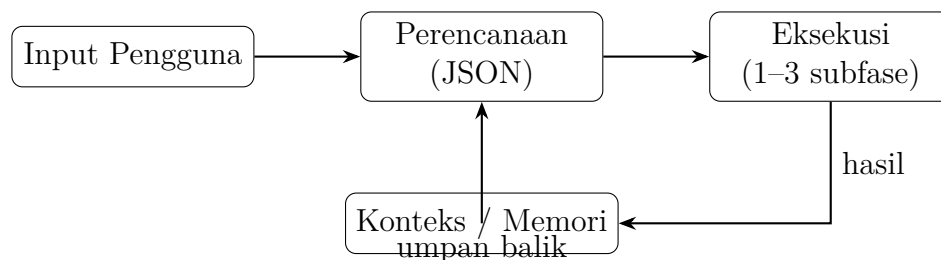 Input Pengguna
Perencanaan
(JSON)
Eksekusi
(1–3 subfase)
hasil
Konteks / Memori
umpan balik